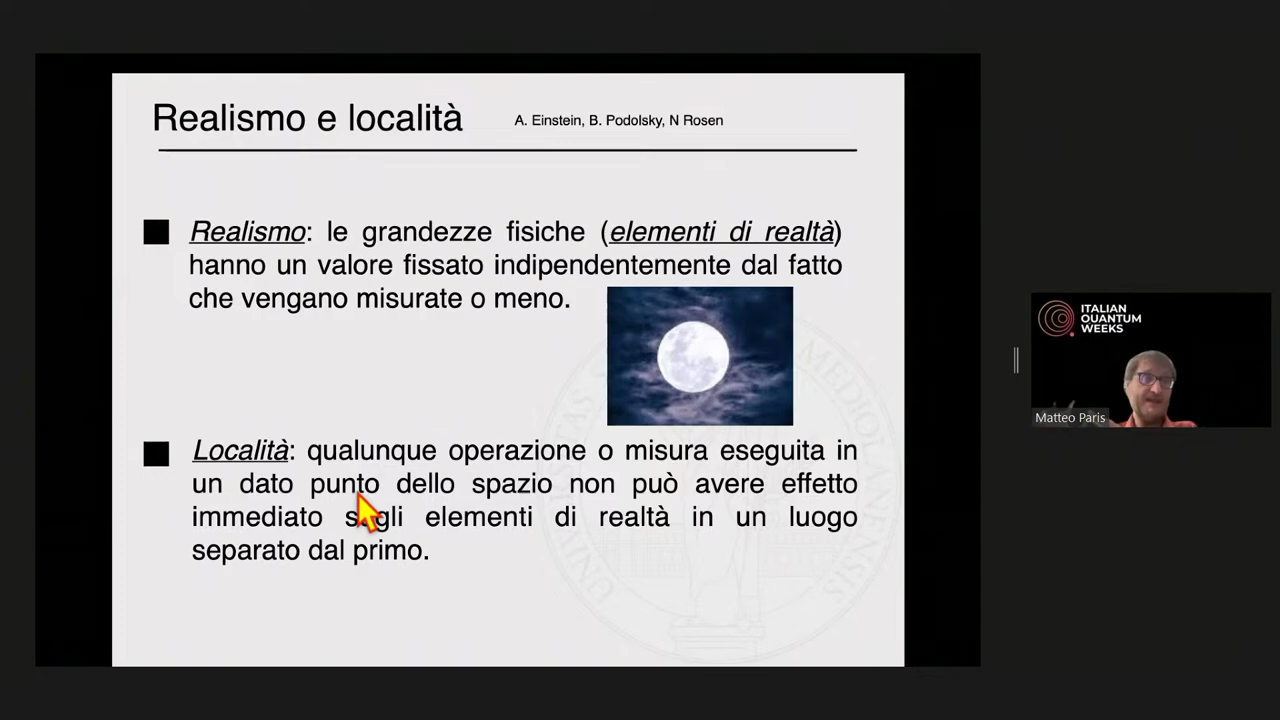 Realismo e località
A. Einstein, B. Podolsky, N Rosen
Realismo: le grandezze fisiche (elementi di realtà)
hanno un valore fissato indipendentemente dal fatto
che vengano misurate o meno.
Località: qualunque operazione o misura eseguita in
un dato punto dello spazio non può avere effetto
immediato sugli elementi di realtà in un luogo
separato dal primo.
ITALIAN
QUANTUM
WEEKS
Matteo Paris